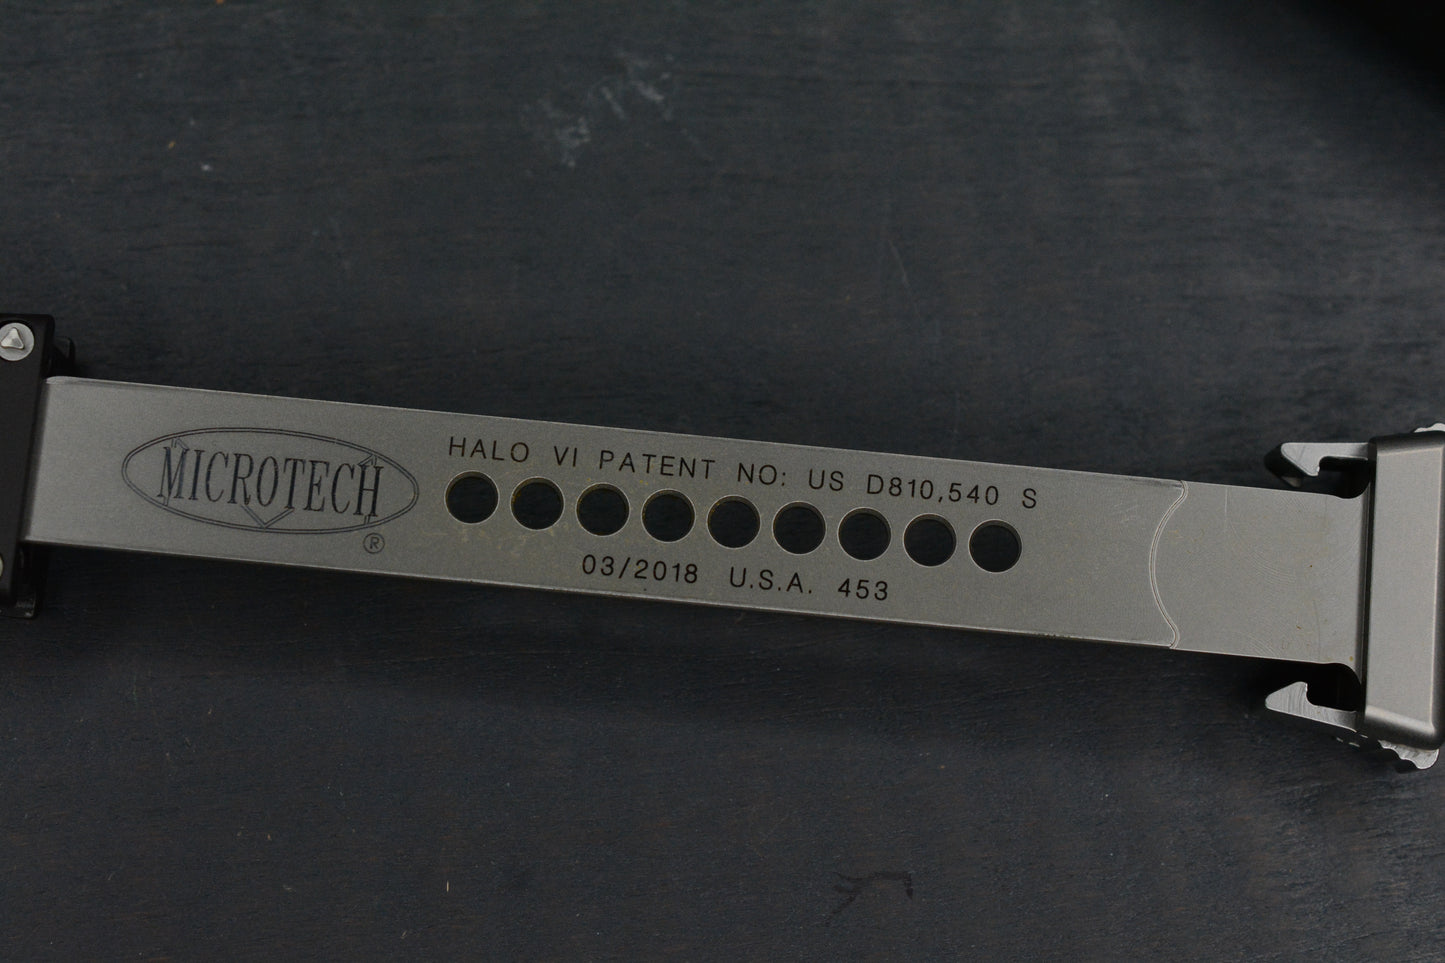 MICROTECH
®
HALO VI PATENT NO: US D810,540 S
03/2018 U.S.A. 453